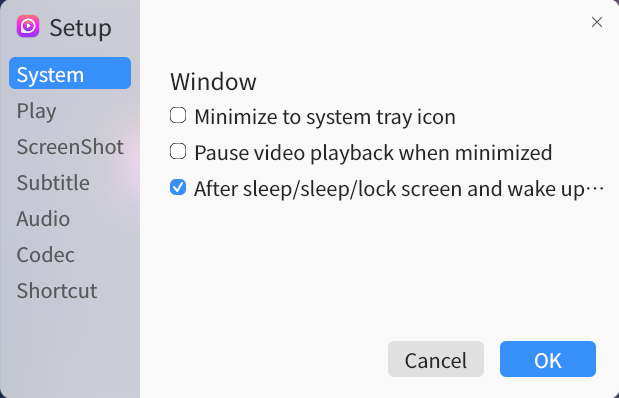 Setup
System
Play
ScreenShot
Subtitle
Audio
Codec
Shortcut
Window
Minimize to system tray icon
Pause video playback when minimized
After sleep/sleep/lock screen and wake up···
Cancel
OK